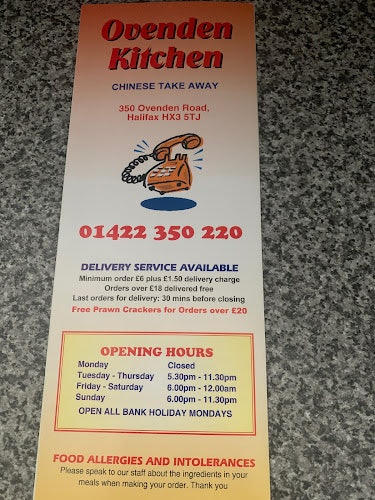 Ovenden
Kitchen
CHINESE TAKE AWAY
350 Ovenden Road,
Halifax HX3 5TJ
01422 350 220
DELIVERY SERVICE AVAILABLE
Minimum order £6 plus £1.50 delivery charge
Orders over £18 delivered free
Last orders for delivery: 30 mins before closing
Free Prawn Crackers for Orders over £20
OPENING HOURS
Monday Closed
Tuesday - Thursday 5.30pm - 11.30pm
Friday - Saturday 6.00pm - 12.00am
Sunday 6.00pm - 11.30pm
OPEN ALL BANK HOLIDAY MONDAYS
FOOD ALLERGIES AND INTOLERANCES
Please speak to our staff about the ingredients in your
meals when making your order. Thank you